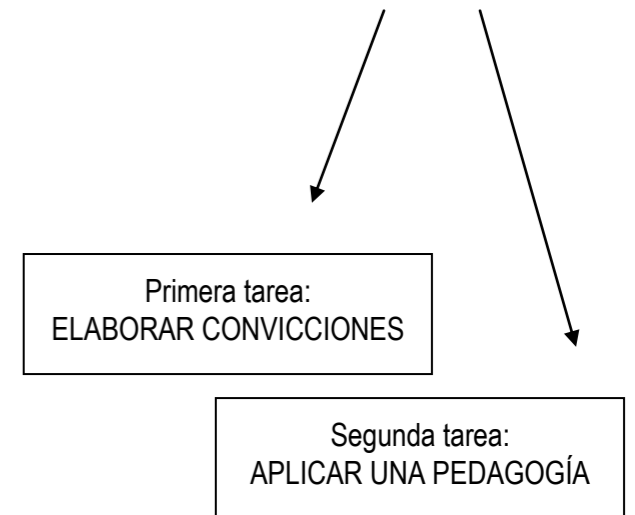 Primera tarea:
ELABORAR CONVICCIONES
Segunda tarea:
APLICAR UNA PEDAGOGÍA